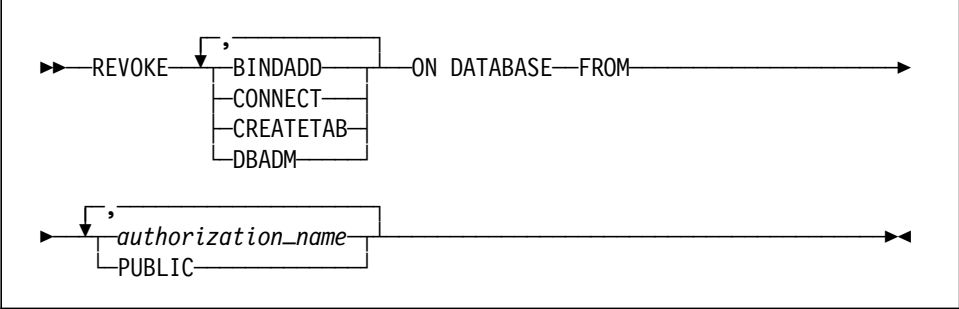 ,
REVOKE BINDADD ON DATABASE FROM
CONNECT
CREATETAB
DBADM
,
authorization_name
PUBLIC